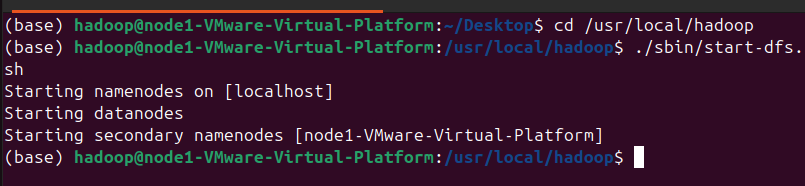 (base) hadoop@node1-VMware-Virtual-Platform:~/Desktop$ cd /usr/local/hadoop
(base) hadoop@node1-VMware-Virtual-Platform:/usr/local/hadoop$ ./sbin/start-dfs.
sh
Starting namenodes on [localhost]
Starting datanodes
Starting secondary namenodes [node1-VMware-Virtual-Platform]
(base) hadoop@node1-VMware-Virtual-Platform:/usr/local/hadoop$